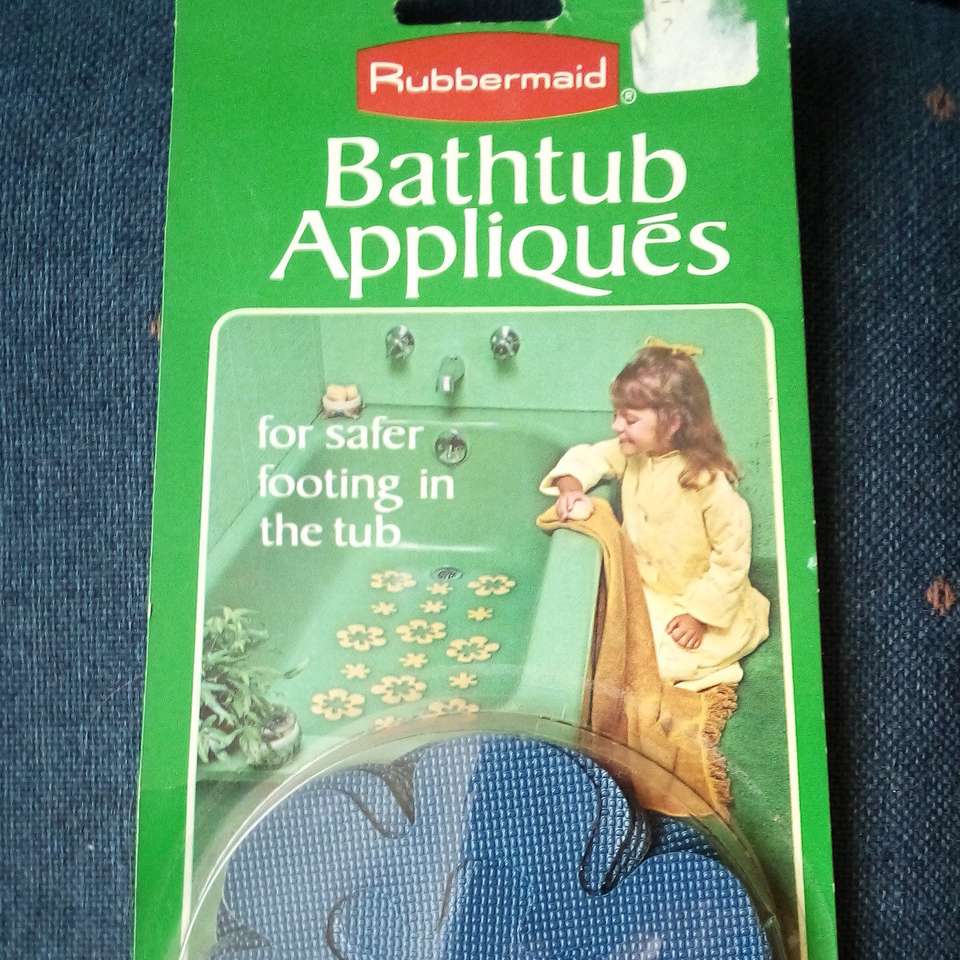 Rubbermaid®
Bathtub
Appliqués
for safer
footing in
the tub